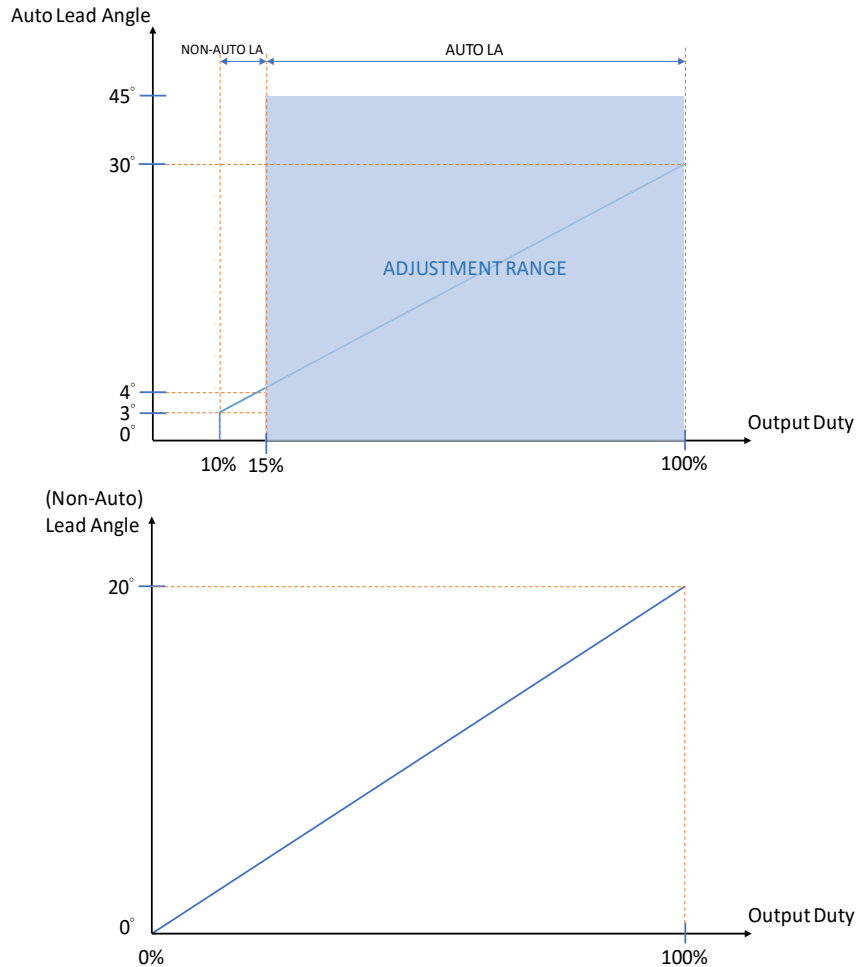 Auto Lead Angle
NON-AUTO LA
AUTO LA
45°
30°
ADJUSTMENT RANGE
4°
3°
0°
Output Duty
10%
15%
100%
(Non-Auto)
Lead Angle
20°
0°
Output Duty
0%
100%